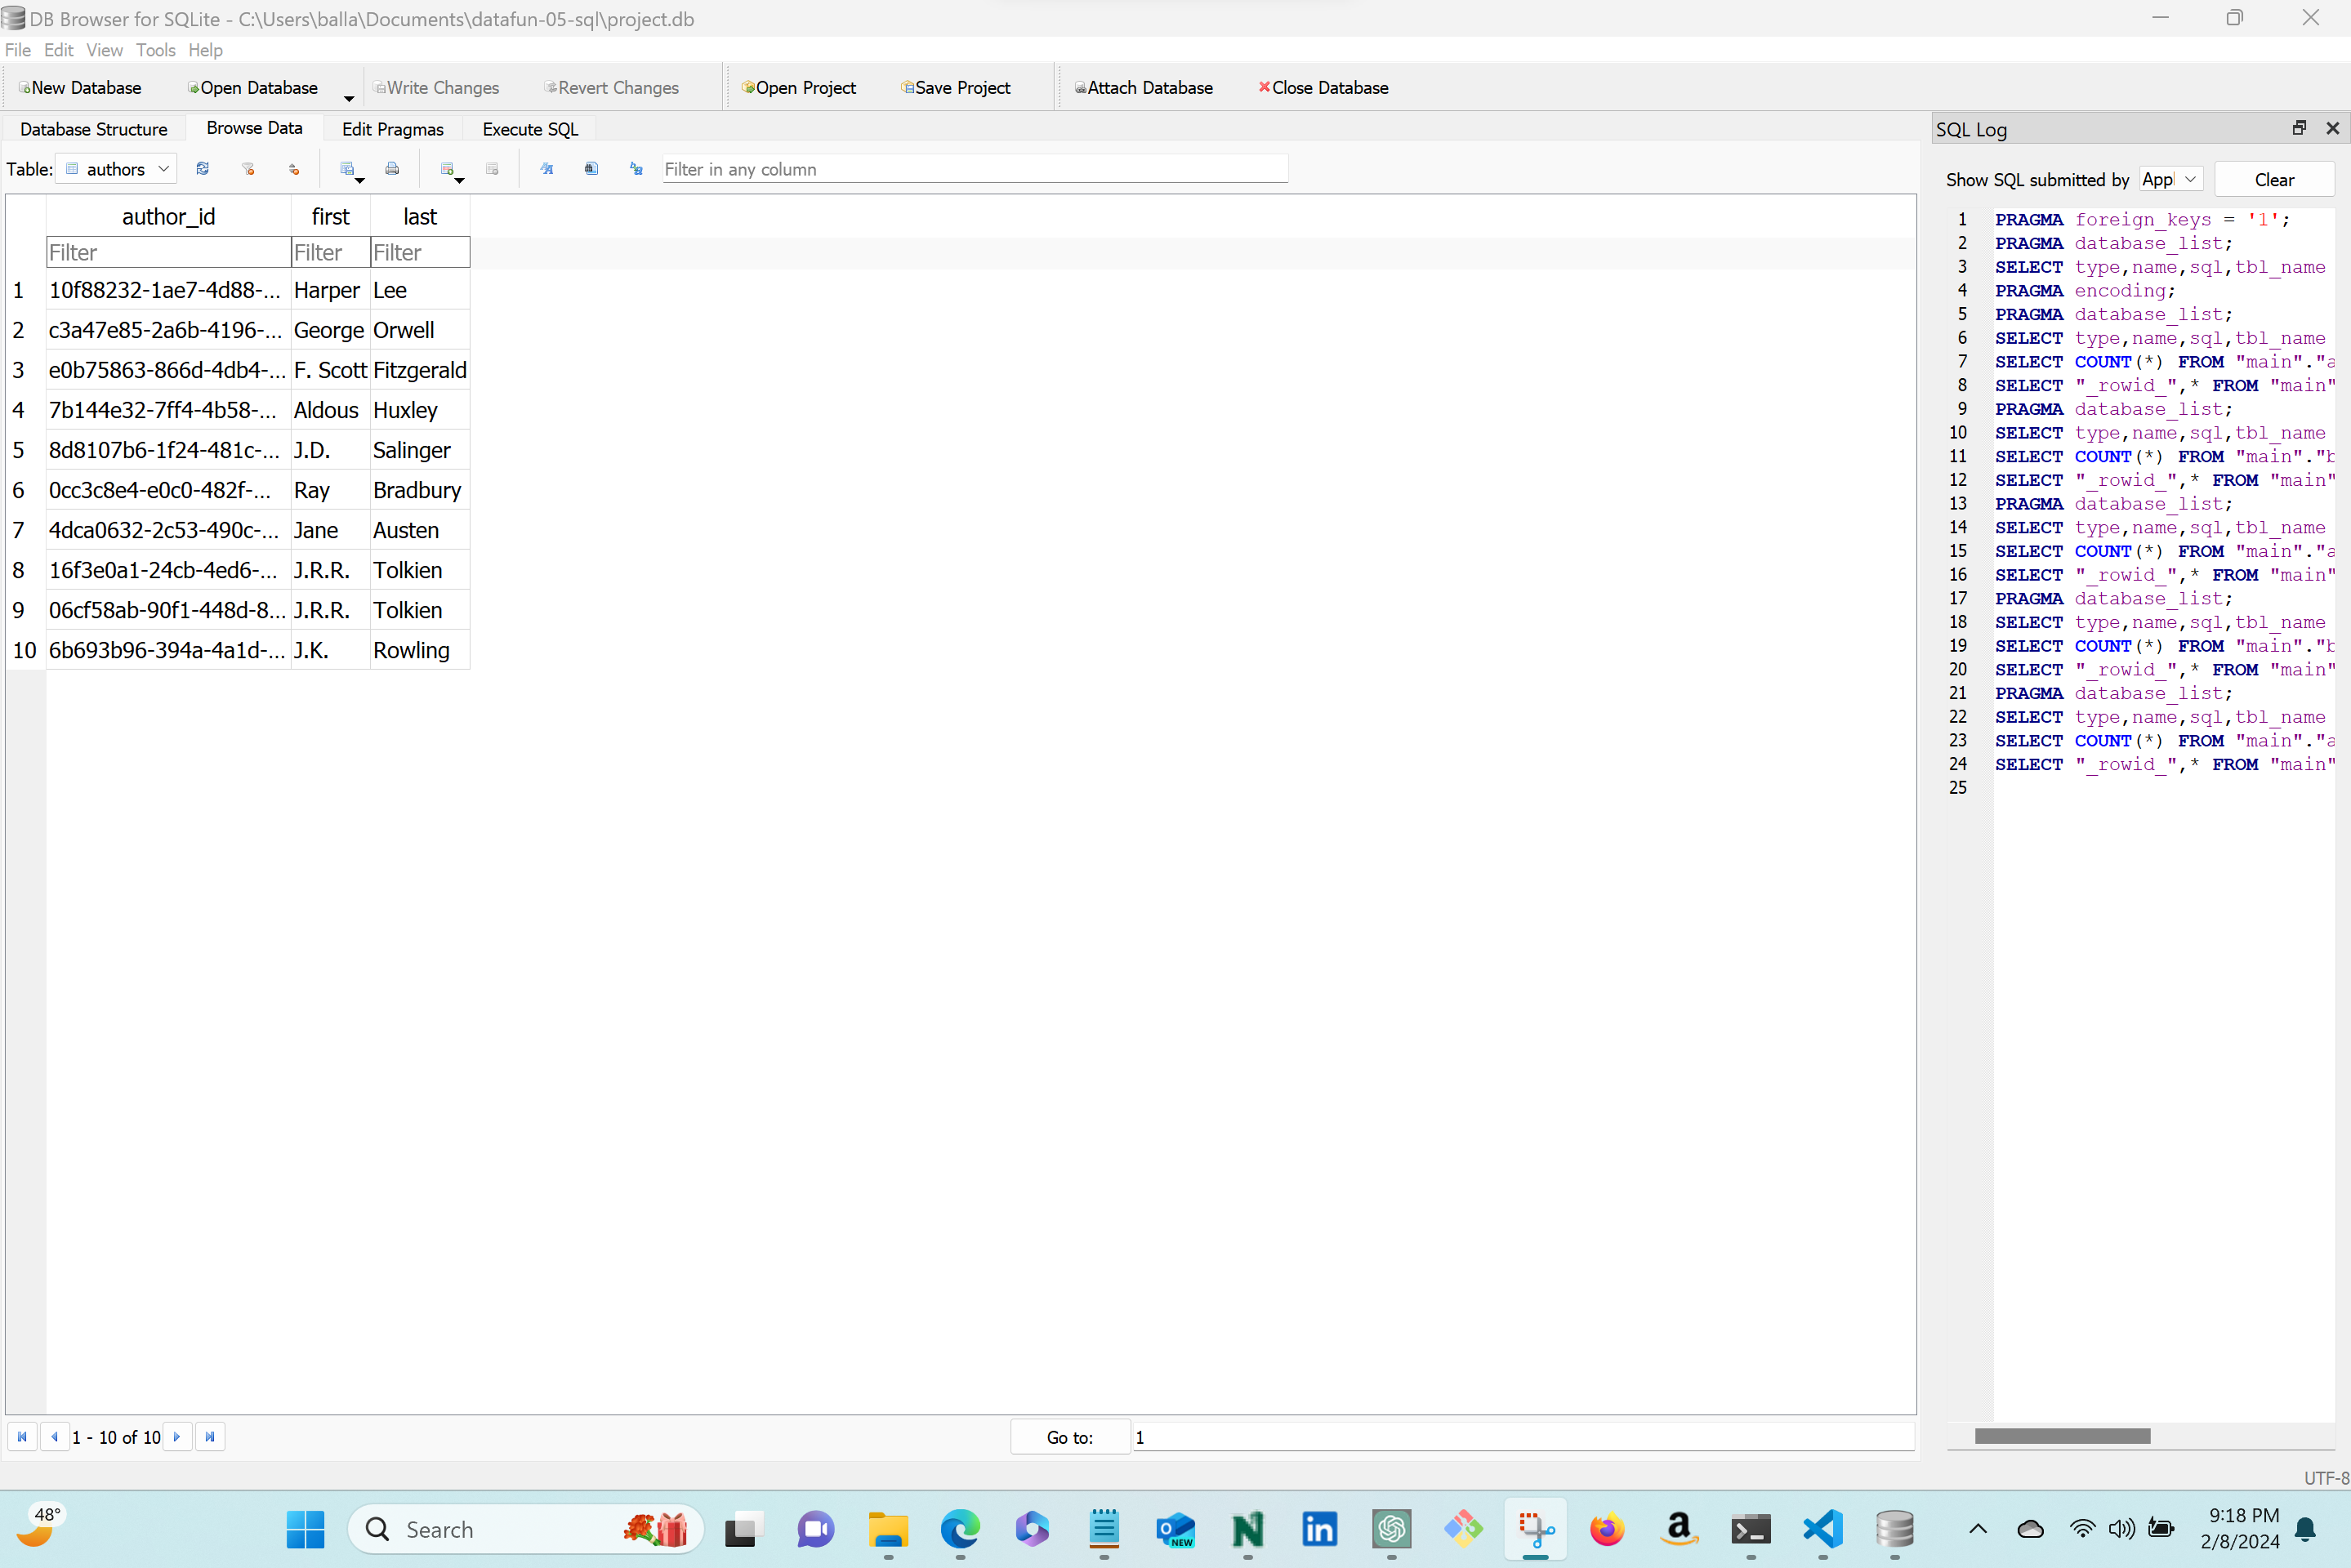 DB Browser for SQLite - C:\Users\balla\Documents\datafun-05-sql\project.db
File Edit View Tools Help
New Database Open Database Write Changes Revert Changes Open Project Save Project Attach Database Close Database
Database Structure Browse Data Edit Pragmas Execute SQL
Table: authors Filter in any column
author_id first last
Filter Filter Filter
1 10f88232-1ae7-4d88-... Harper Lee
2 c3a47e85-2a6b-4196-... George Orwell
3 e0b75863-866d-4db4-... F. Scott Fitzgerald
4 7b144e32-7ff4-4b58-... Aldous Huxley
5 8d8107b6-1f24-481c-... J.D. Salinger
6 0cc3c8e4-e0c0-482f-... Ray Bradbury
7 4dca0632-2c53-490c-... Jane Austen
8 16f3e0a1-24cb-4ed6-... J.R.R. Tolkien
9 06cf58ab-90f1-448d-8... J.R.R. Tolkien
10 6b693b96-394a-4a1d-... J.K. Rowling
1 - 10 of 10
Go to: 1
SQL Log
Show SQL submitted by Appl Clear
1 PRAGMA foreign_keys = '1';
2 PRAGMA database_list;
3 SELECT type,name,sql,tbl_name
4 PRAGMA encoding;
5 PRAGMA database_list;
6 SELECT type,name,sql,tbl_name
7 SELECT COUNT(*) FROM "main"."a
8 SELECT "_rowid_",* FROM "main"
9 PRAGMA database_list;
10 SELECT type,name,sql,tbl_name
11 SELECT COUNT(*) FROM "main"."b
12 SELECT "_rowid_",* FROM "main"
13 PRAGMA database_list;
14 SELECT type,name,sql,tbl_name
15 SELECT COUNT(*) FROM "main"."a
16 SELECT "_rowid_",* FROM "main"
17 PRAGMA database_list;
18 SELECT type,name,sql,tbl_name
19 SELECT COUNT(*) FROM "main"."b
20 SELECT "_rowid_",* FROM "main"
21 PRAGMA database_list;
22 SELECT type,name,sql,tbl_name
23 SELECT COUNT(*) FROM "main"."a
24 SELECT "_rowid_",* FROM "main"
25
UTF-8
48°
Search
NEW
N
in
a
9:18 PM
2/8/2024